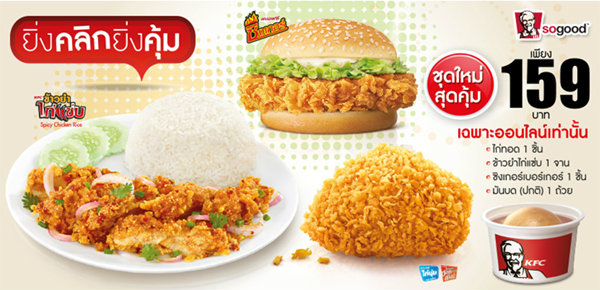 ยิ่งคลิกยิ่งคุ้ม
KFC
ข้าวยำ
ไก่แซ่บ
Spicy Chicken Rice
ซิงเกอร์
KFC
sogood
ชุดใหม่
สุดคุ้ม
เพียง
159
บาท
เฉพาะออนไลน์เท่านั้น
• ไก่ทอด 1 ชิ้น
• ข้าวยำไก่แซ่บ 1 จาน
• ซิงเกอร์เบอร์เกอร์ 1 ชิ้น
• มันบด (ปกติ) 1 ถ้วย
KFC